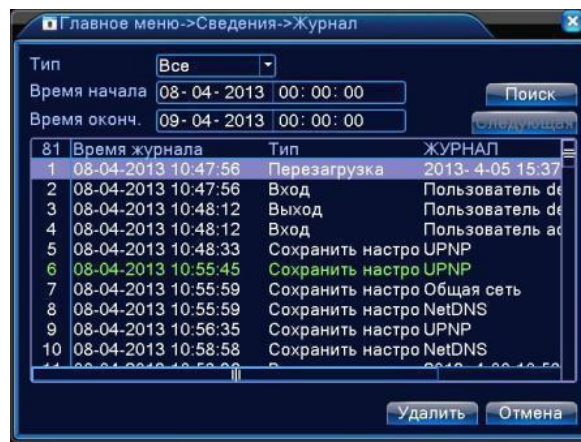 Главное меню->Сведения->Журнал
Тип Все
Время начала 08-04-2013 00:00:00 Поиск
Время оконч. 09-04-2013 00:00:00 Следующая
81 Время журнала Тип ЖУРНАЛ
1 08-04-2013 10:47:56 Перезагрузка 2013- 4-05 15:37
2 08-04-2013 10:47:56 Вход Пользователь de
3 08-04-2013 10:48:12 Выход Пользователь de
4 08-04-2013 10:48:12 Вход Пользователь ad
5 08-04-2013 10:48:33 Сохранить настро UPNP
6 08-04-2013 10:55:45 Сохранить настро UPNP
7 08-04-2013 10:55:59 Сохранить настро Общая сеть
8 08-04-2013 10:55:59 Сохранить настро NetDNS
9 08-04-2013 10:56:35 Сохранить настро UPNP
10 08-04-2013 10:58:58 Сохранить настро NetDNS
Удалить Отмена